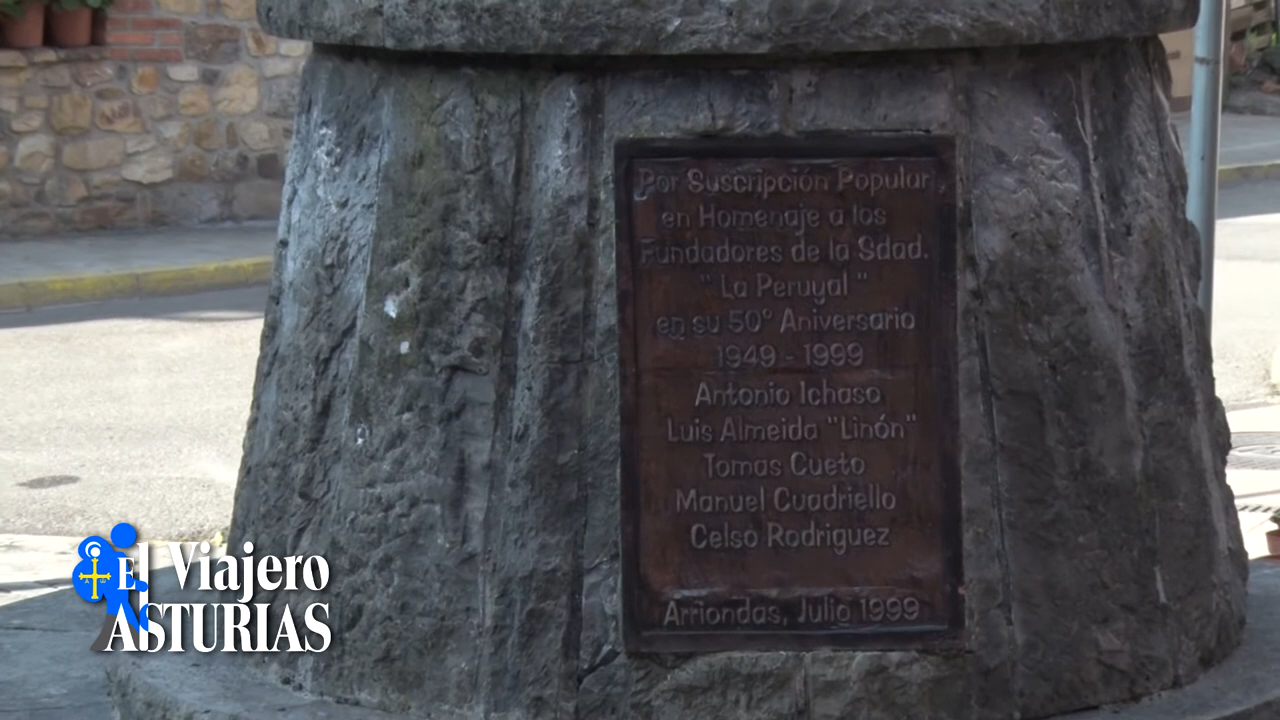 Por Suscripción Popular
en Homenaje a los
Fundadores de la Sdad.
" La Peruyal "
en su 50º Aniversario
1949 - 1999
Antonio Ichaso
Luis Almeida "Linón"
Tomas Cueto
Manuel Cuadriello
Celso Rodriguez
Arriondas, Julio 1999
El Viajero
ASTURIAS